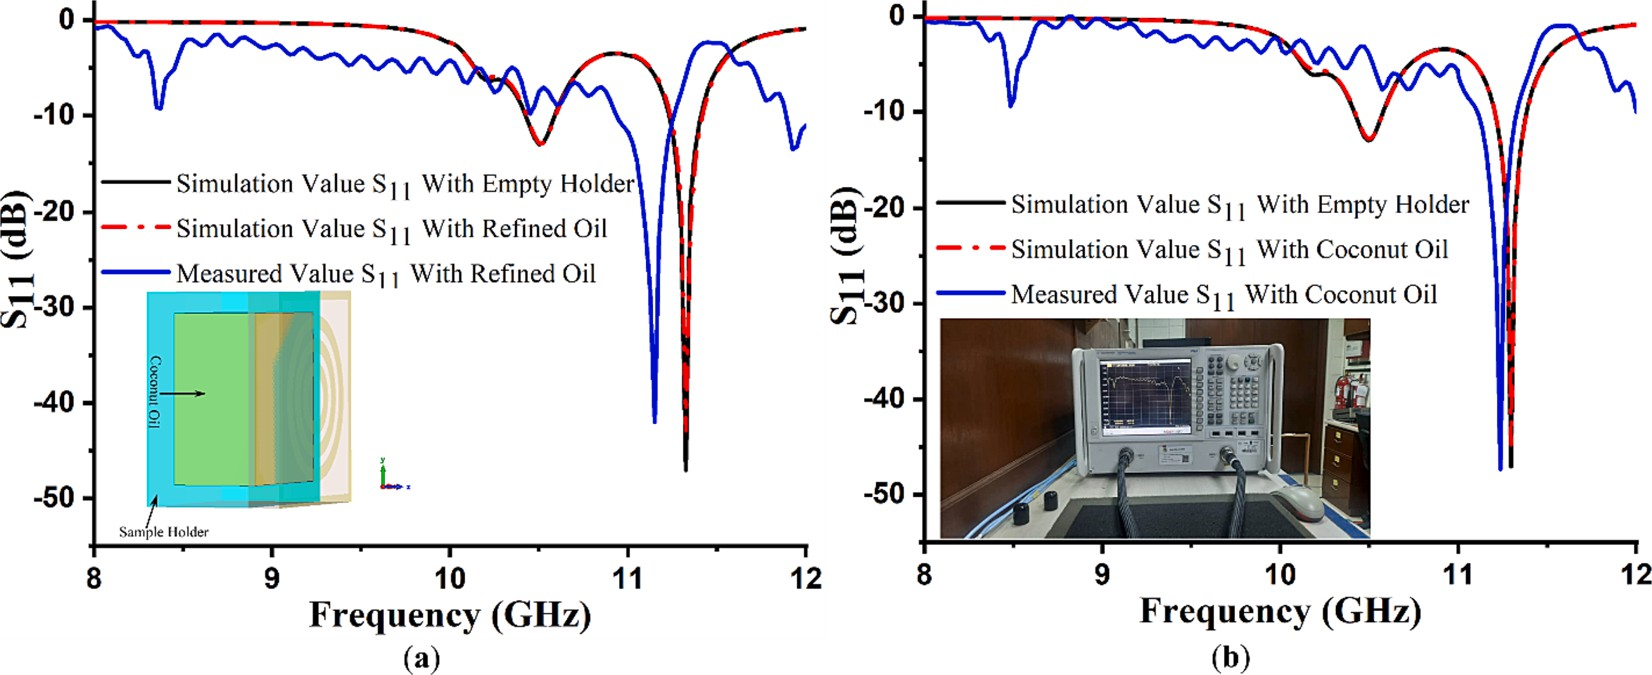 0
-10
-20
-30
-40
-50
S11 (dB)
Simulation Value S11 With Empty Holder
Simulation Value S11 With Refined Oil
Measured Value S11 With Refined Oil
Coconut Oil
Sample Holder
y
z
8
9
10
11
12
Frequency (GHz)
(a)
0
-10
-20
-30
-40
-50
S11 (dB)
Simulation Value S11 With Empty Holder
Simulation Value S11 With Coconut Oil
Measured Value S11 With Coconut Oil
8
9
10
11
12
Frequency (GHz)
(b)